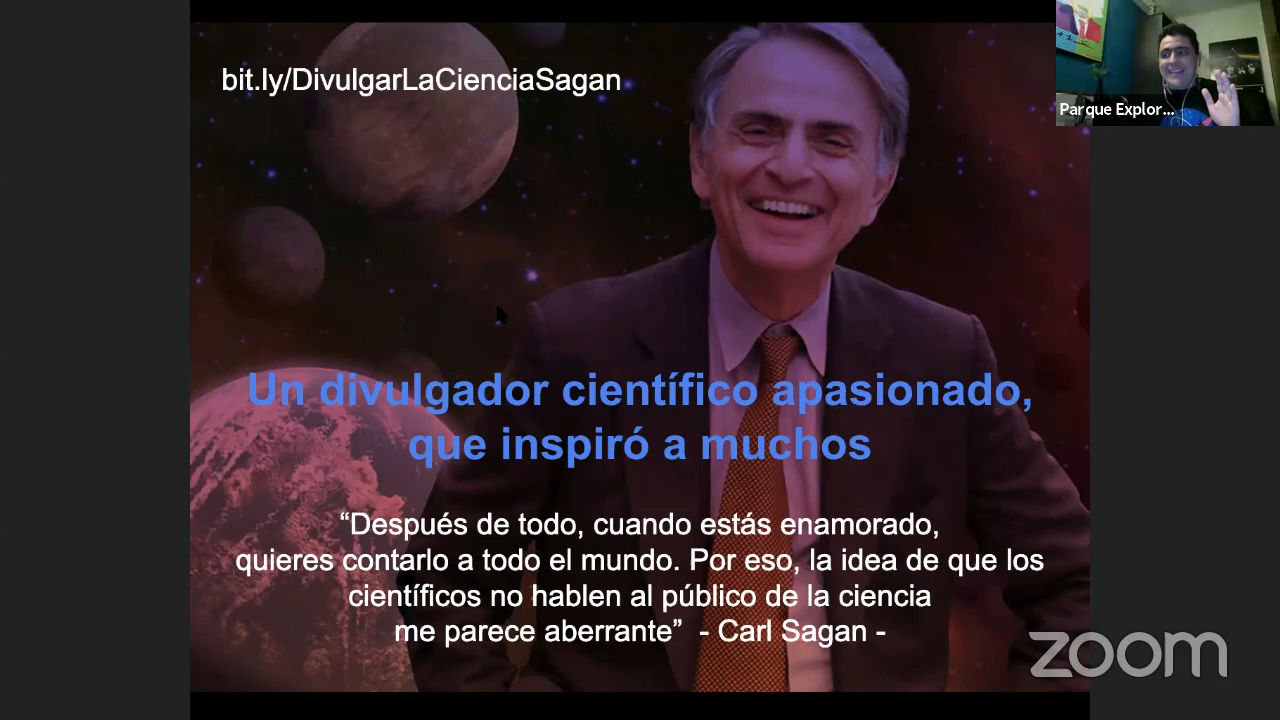 bit.ly/DivulgarLaCienciaSagan
Parque Explor...
Un divulgador científico apasionado,
que inspiró a muchos
“Después de todo, cuando estás enamorado,
quieres contarlo a todo el mundo. Por eso, la idea de que los
científicos no hablen al público de la ciencia
me parece aberrante” - Carl Sagan -
zoom